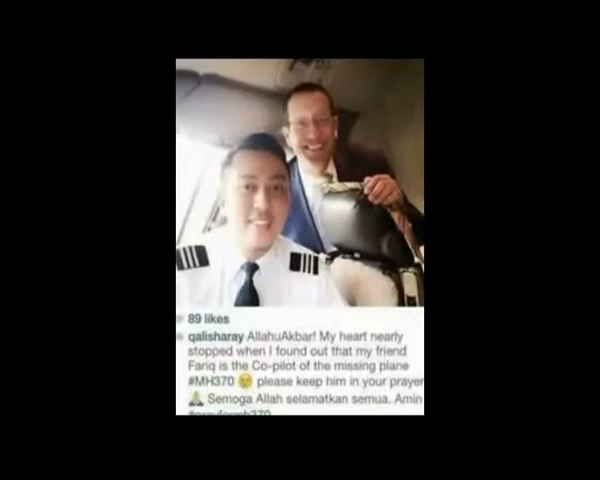 89 likes
qalisharay AllahuAkbar! My heart nearly
stopped when I found out that my friend
Fariq is the Co-pilot of the missing plane
#MH370 🥺 please keep him in your prayer
🙏 Semoga Allah selamatkan semua. Amin
#prayformh370